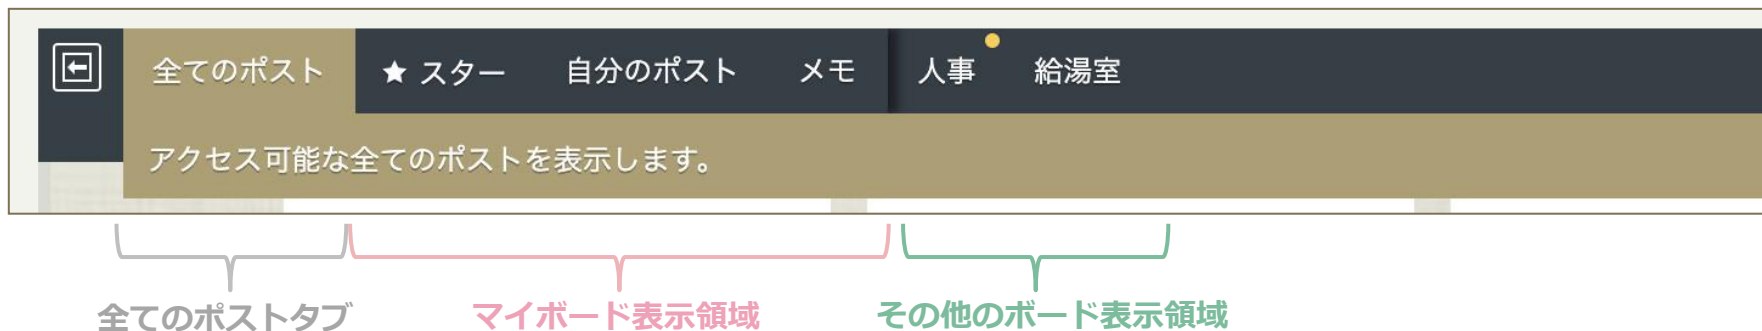 全てのポスト ★ スター 自分のポスト メモ 人事 給湯室
アクセス可能な全てのポストを表示します。
全てのポストタブ マイボード表示領域 その他のボード表示領域